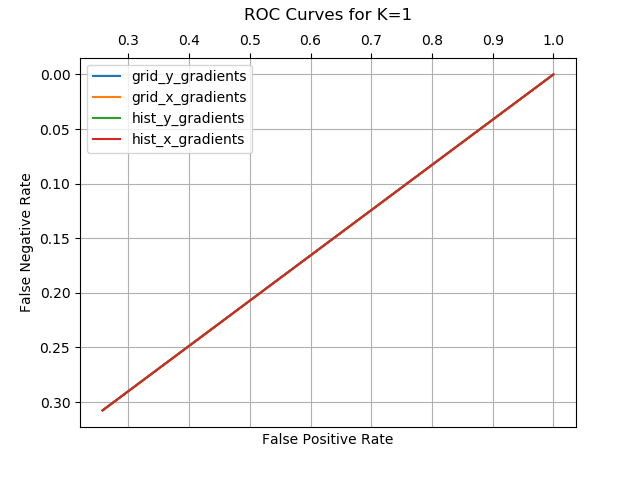 ROC Curves for K=1
0.3 0.4 0.5 0.6 0.7 0.8 0.9 1.0
grid_y_gradients
grid_x_gradients
hist_y_gradients
hist_x_gradients
0.00
0.05
0.10
0.15
0.20
0.25
0.30
False Negative Rate
False Positive Rate